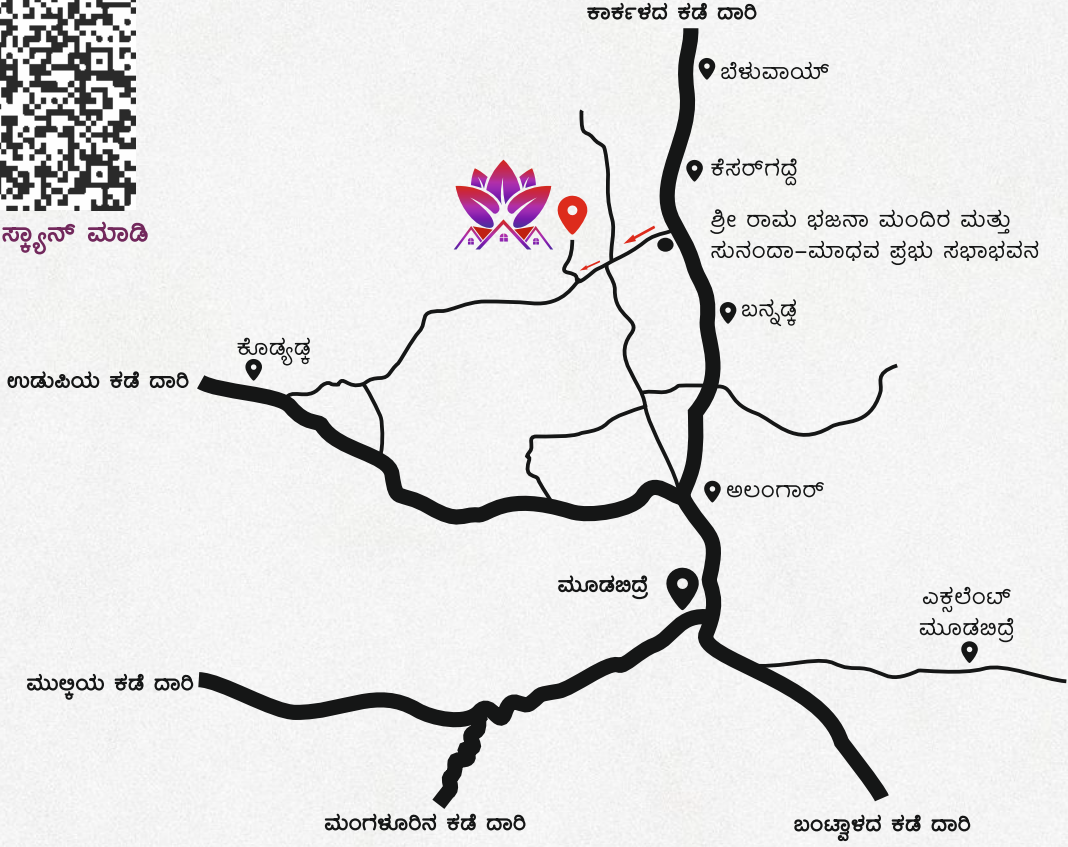 ಕಾರ್ಕಳದ ಕಡೆ ದಾರಿ
ಬೆಳುವಾಯ್
ಕೆಸರ್‌ಗದ್ದೆ
ಶ್ರೀ ರಾಮ ಭಜನಾ ಮಂದಿರ ಮತ್ತು
ಸುನಂದಾ-ಮಾಧವ ಪ್ರಭು ಸಭಾಭವನ
ಸ್ಕ್ಯಾನ್ ಮಾಡಿ
ಬನ್ನಡ್ಕ
ಕೊಡ್ಯಡ್ಕ
ಉಡುಪಿಯ ಕಡೆ ದಾರಿ
ಅಲಂಗಾರ್
ಮೂಡಬಿದ್ರೆ
ಎಕ್ಸಲೆಂಟ್
ಮೂಡಬಿದ್ರೆ
ಮುಲ್ಕಿಯ ಕಡೆ ದಾರಿ
ಮಂಗಳೂರಿನ ಕಡೆ ದಾರಿ
ಬಂಟ್ವಾಳದ ಕಡೆ ದಾರಿ